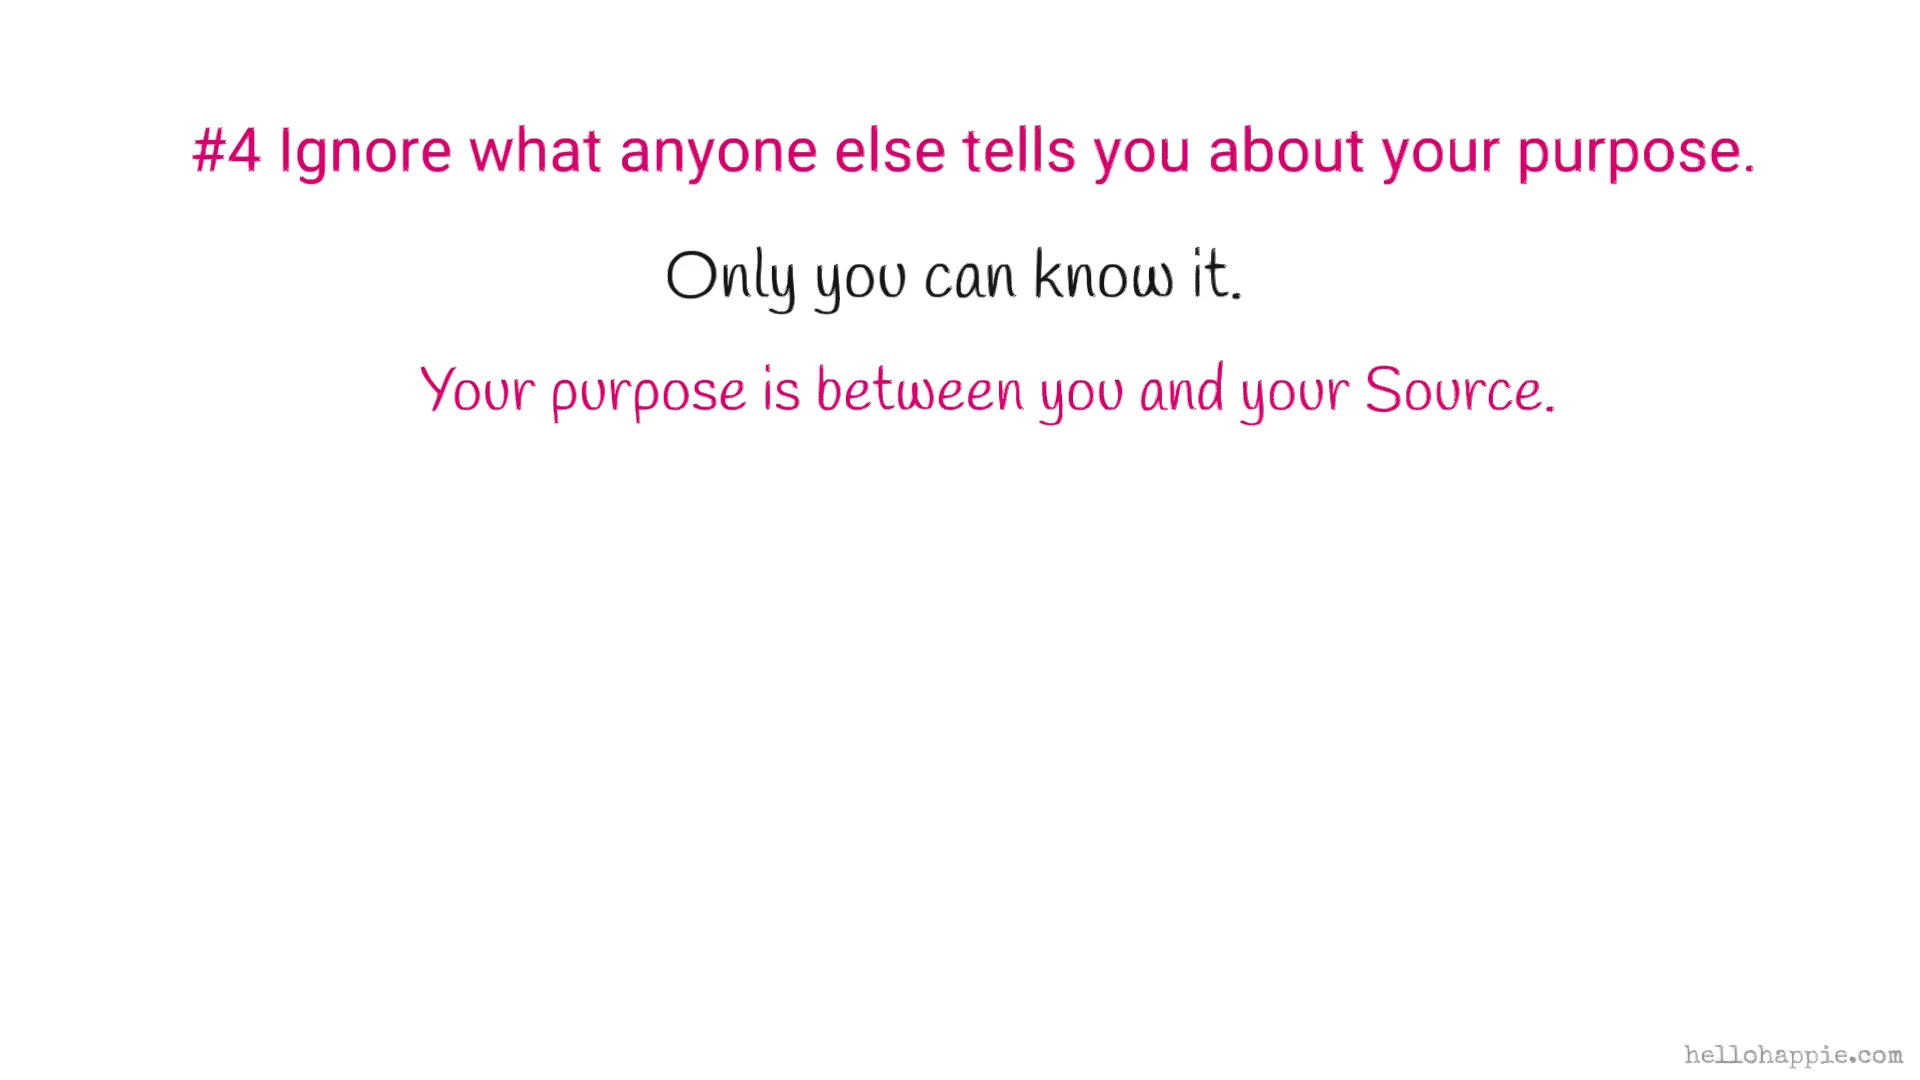 #4 Ignore what anyone else tells you about your purpose.
Only you can know it.
Your purpose is between you and your Source.
hellohappie.com